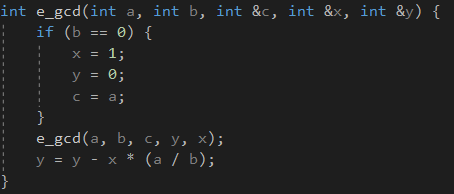 int e_gcd(int a, int b, int &c, int &x, int &y) {
    if (b == 0) {
        x = 1;
        y = 0;
        c = a;
    }
    e_gcd(a, b, c, y, x);
    y = y - x * (a / b);
}